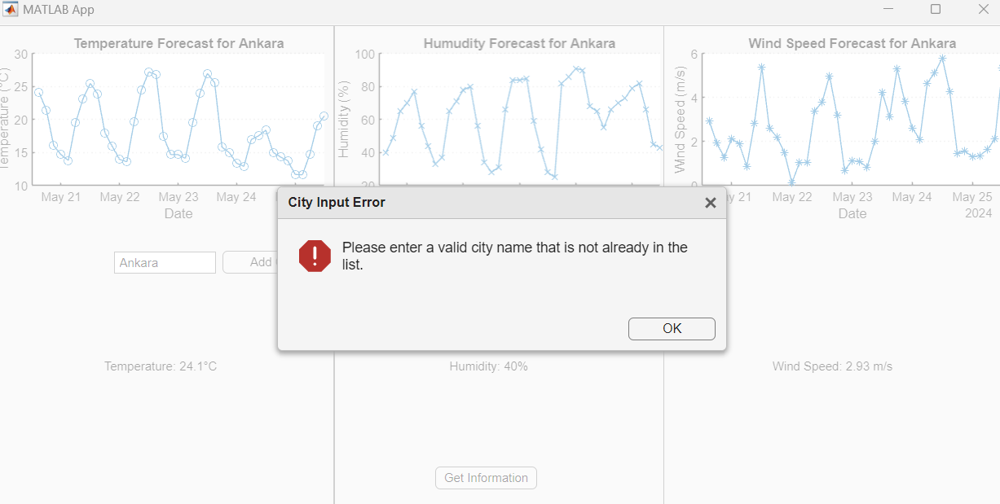 MATLAB App
Temperature Forecast for Ankara
Humudity Forecast for Ankara
Wind Speed Forecast for Ankara
30
25
20
15
10
Temperature (°C)
May 21
May 22
May 23
May 24
Date
100
80
60
40
20
Humidity (%)
6
4
2
0
Wind Speed (m/s)
y 21
May 22
May 23
May 24
May 25
Date
2024
City Input Error
Please enter a valid city name that is not already in the
list.
OK
Ankara
Add
Temperature: 24.1°C
Humidity: 40%
Wind Speed: 2.93 m/s
Get Information